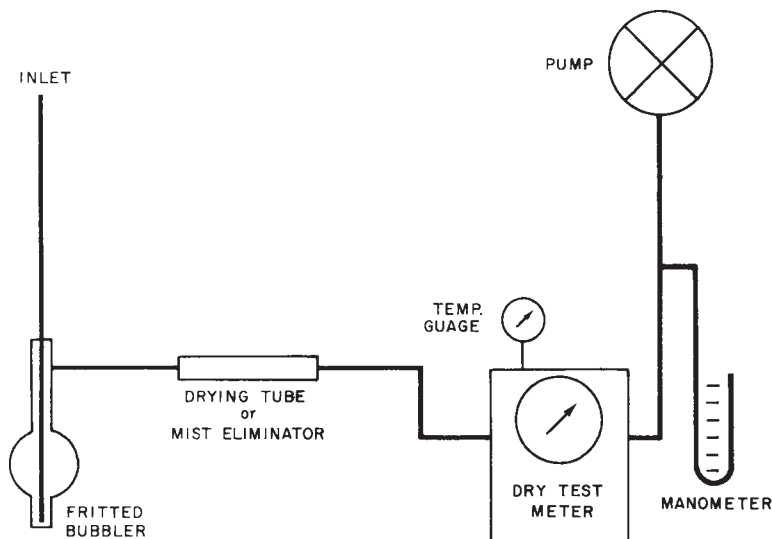 INLET
PUMP
TEMP.
GUAGE
DRYING TUBE
or
MIST ELIMINATOR
DRY TEST
METER
MANOMETER
FRITTED
BUBBLER